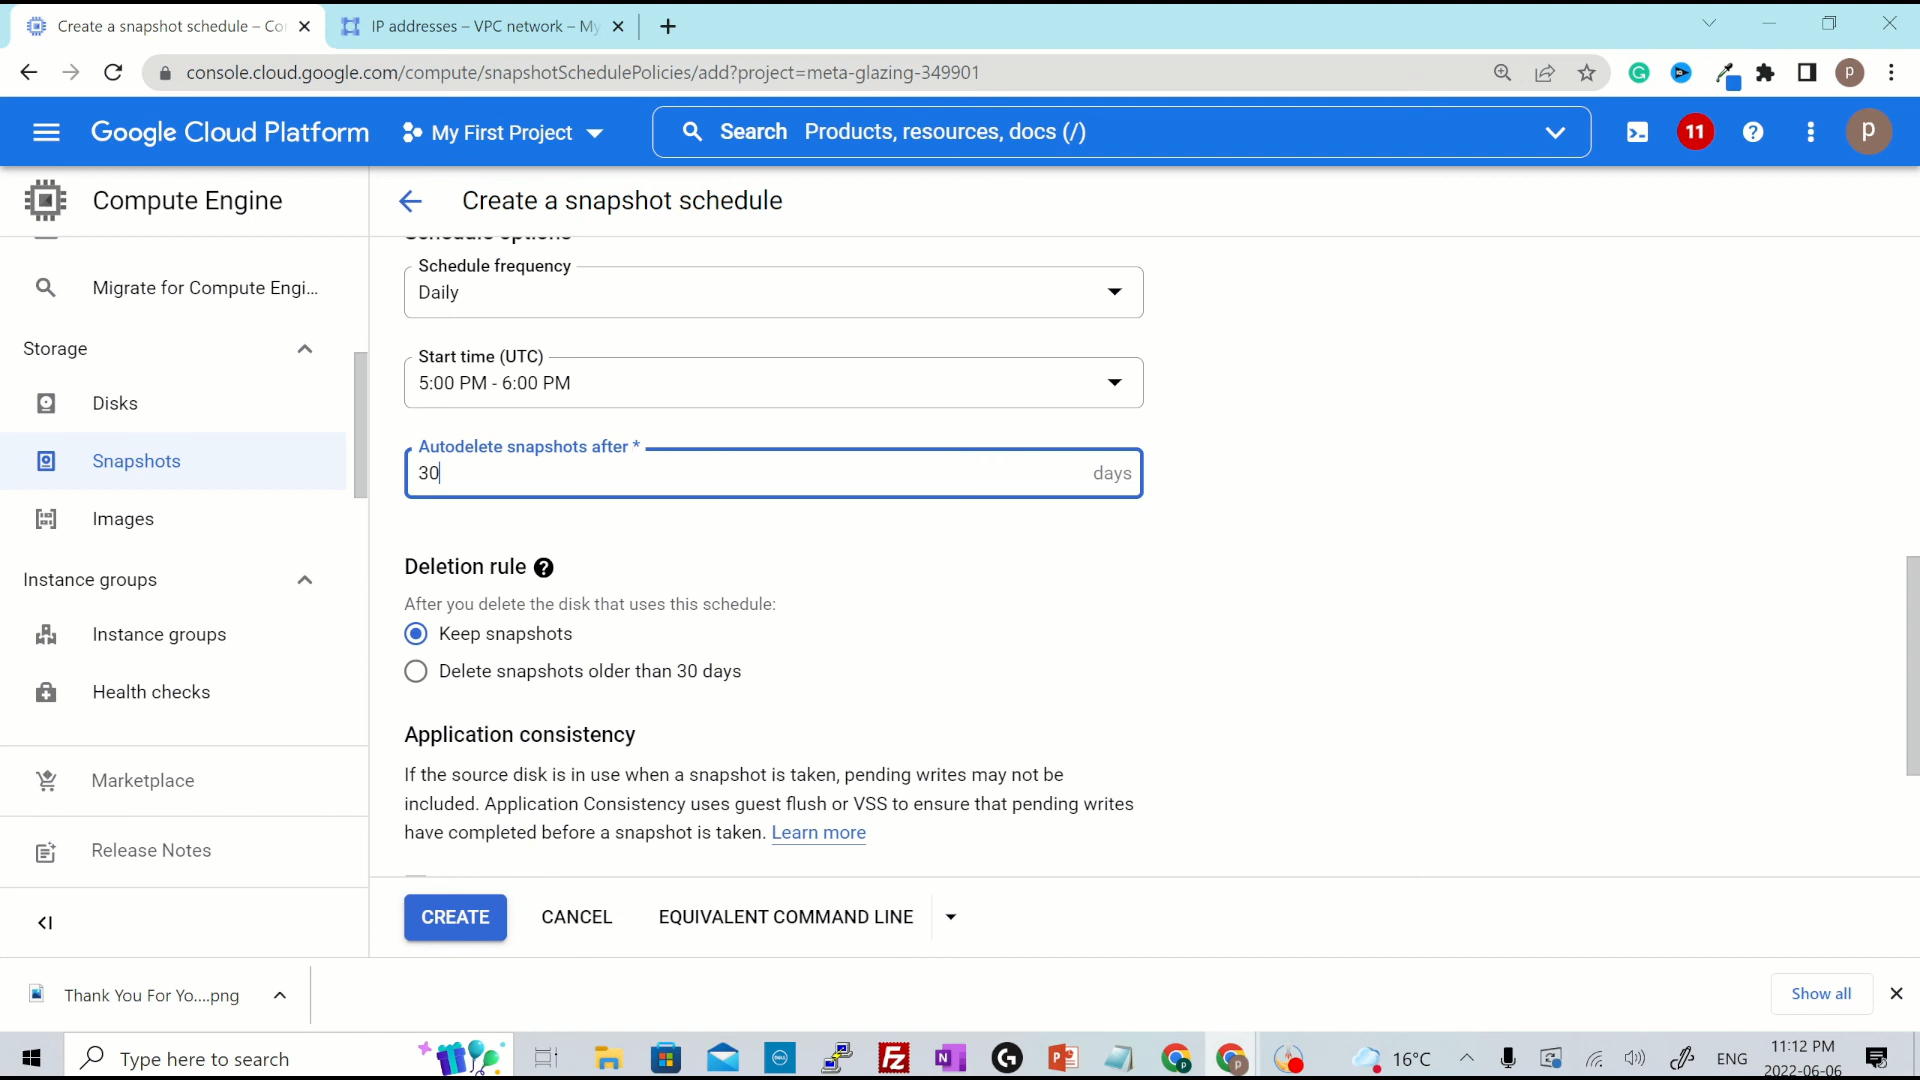 Create a snapshot schedule – Co
IP addresses – VPC network – My
console.cloud.google.com/compute/snapshotSchedulePolicies/add?project=meta-glazing-349901
P
Google Cloud Platform
My First Project
Search Products, resources, docs (/)
11
P
Compute Engine
Create a snapshot schedule
Migrate for Compute Engi...
Storage
Disks
Snapshots
Images
Instance groups
Instance groups
Health checks
Marketplace
Release Notes
Schedule options
Schedule frequency
Daily
Start time (UTC)
5:00 PM - 6:00 PM
Autodelete snapshots after *
30
days
Deletion rule
After you delete the disk that uses this schedule:
Keep snapshots
Delete snapshots older than 30 days
Application consistency
If the source disk is in use when a snapshot is taken, pending writes may not be
included. Application Consistency uses guest flush or VSS to ensure that pending writes
have completed before a snapshot is taken. Learn more
CREATE
CANCEL
EQUIVALENT COMMAND LINE
Thank You For Yo....png
Show all
Type here to search
16°C
ENG
11:12 PM
2022-06-06